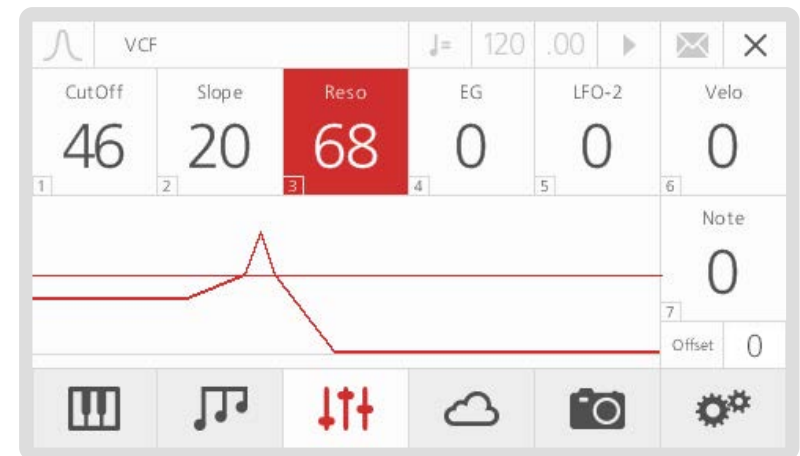 VCF ♩= 120 .00
CutOff Slope Reso EG LFO-2 Velo
46 20 68 0 0 0
1 2 3 4 5 6
Note
0
7
Offset 0